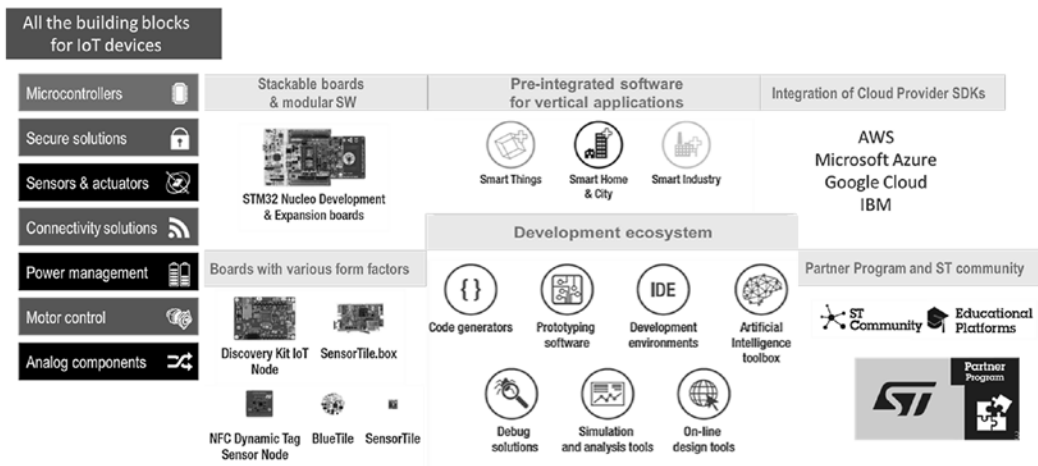 All the building blocks
for IoT devices
Microcontrollers
Secure solutions
Sensors & actuators
Connectivity solutions
Power management
Motor control
Analog components
Stackable boards
& modular SW
STM32 Nucleo Development
& Expansion boards
Boards with various form factors
Discovery Kit IoT
Node
SensorTile.box
NFC Dynamic Tag
Sensor Node
BlueTile
SensorTile
Pre-integrated software
for vertical applications
Smart Things
Smart Home
& City
Smart Industry
Development ecosystem
{ }
Code generators
Prototyping
software
IDE
Development
environments
Artificial
Intelligence
toolbox
Debug
solutions
Simulation
and analysis tools
On-line
design tools
Integration of Cloud Provider SDKs
AWS
Microsoft Azure
Google Cloud
IBM
Partner Program and ST community
ST
Community
Educational
Platforms
ST
Partner
Program